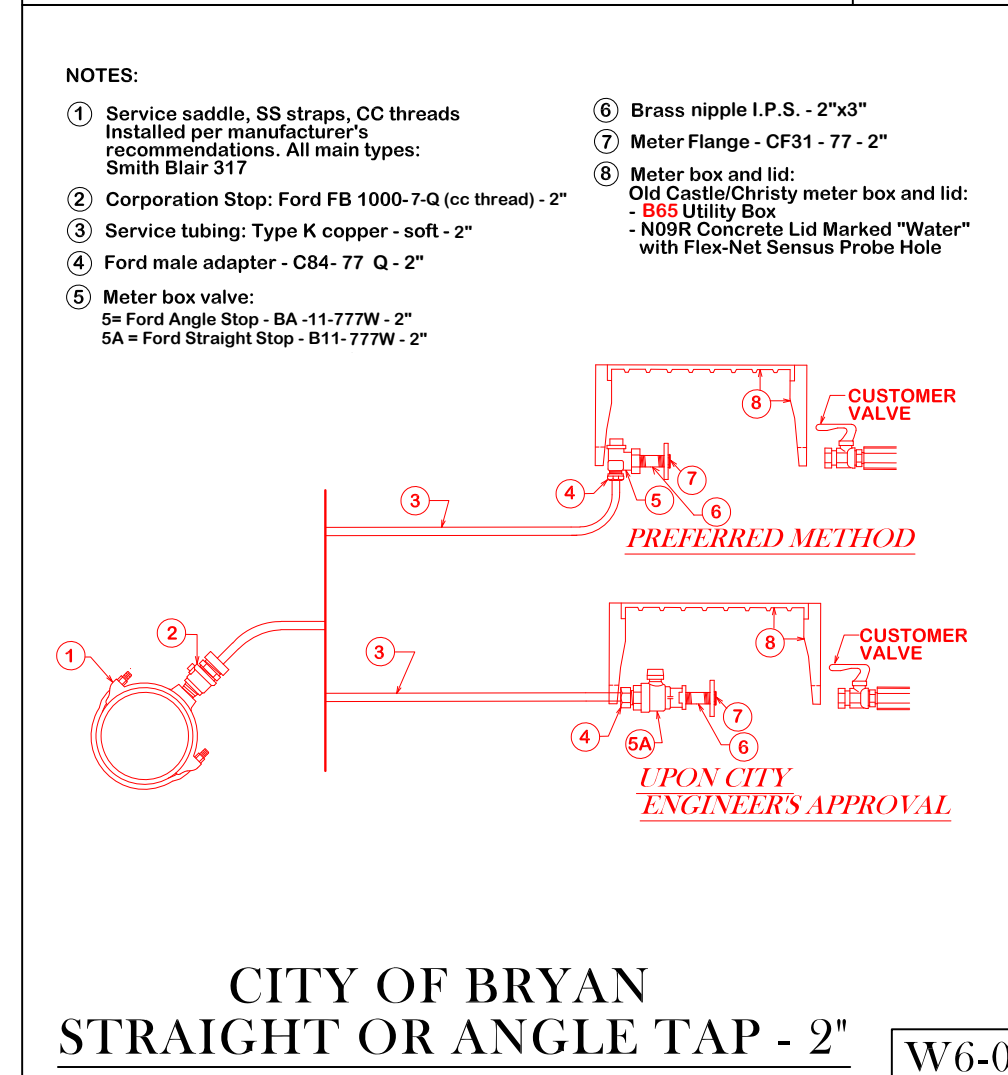 NOTES:
1 Service saddle, SS straps, CC threads
Installed per manufacturer's
recommendations. All main types:
Smith Blair 317
2 Corporation Stop: Ford FB 1000-7-Q (cc thread) - 2"
3 Service tubing: Type K copper - soft - 2"
4 Ford male adapter - C84- 77 Q - 2"
5 Meter box valve:
5= Ford Angle Stop - BA -11-777W - 2"
5A = Ford Straight Stop - B11- 777W - 2"
6 Brass nipple I.P.S. - 2"x3"
7 Meter Flange - CF31 - 77 - 2"
8 Meter box and lid:
Old Castle/Christy meter box and lid:
- B65 Utility Box
- N09R Concrete Lid Marked "Water"
with Flex-Net Sensus Probe Hole
8
CUSTOMER
VALVE
3
4
5
7
6
PREFERRED METHOD
1
2
3
8
CUSTOMER
VALVE
4
5A
7
6
UPON CITY
ENGINEER'S APPROVAL
CITY OF BRYAN
STRAIGHT OR ANGLE TAP - 2"
W6-0